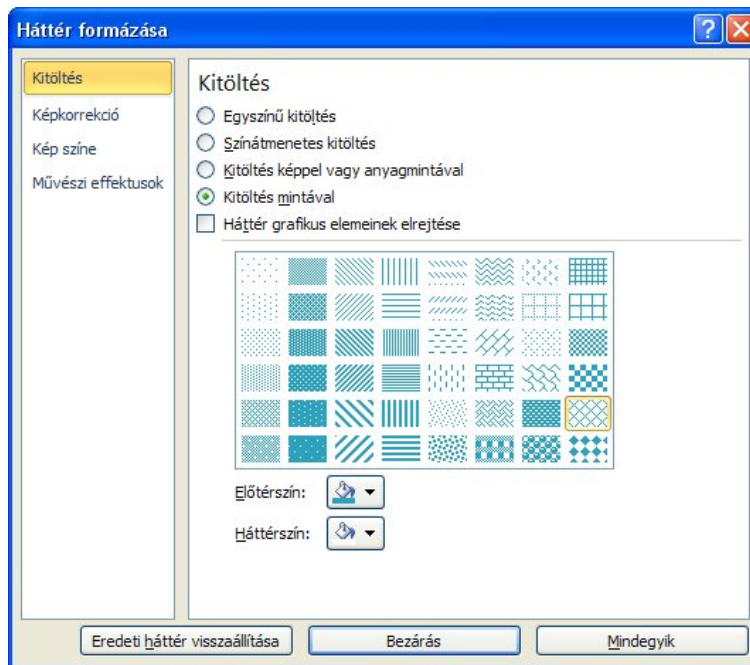 Háttér formázása
Kitöltés
Képkorrekció
Kép színe
Művészi effektusok
Kitöltés
Egyszínű kitöltés
Színátmenetes kitöltés
Kitöltés képpel vagy anyagmintával
Kitöltés mintával
Háttér grafikus elemeinek elrejtése
Előtérszín:
Háttérszín:
Eredeti háttér visszaállítása
Bezárás
Mindegyik